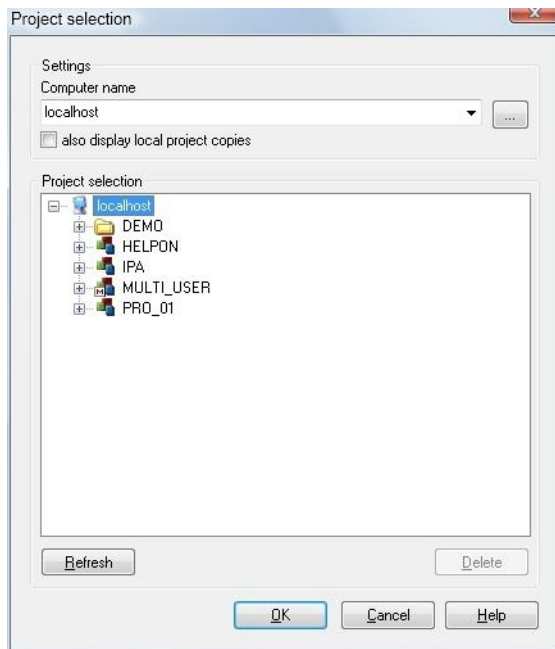 Project selection
Settings
Computer name
localhost
...
also display local project copies
Project selection
localhost
DEMO
HELPON
IPA
M MULTI_USER
PRO_01
Refresh
Delete
OK
Cancel
Help